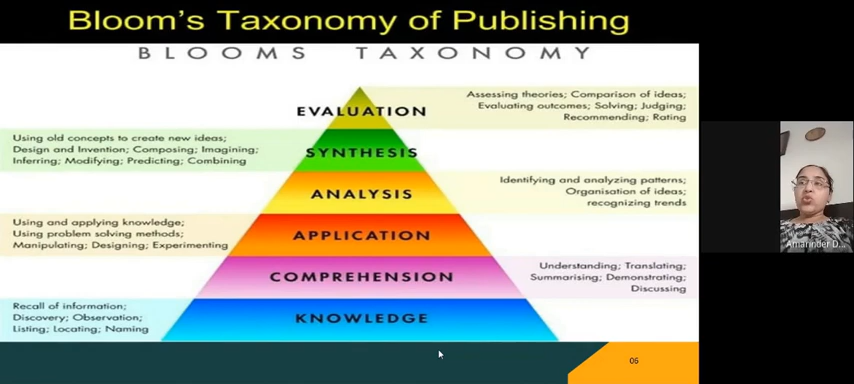 Bloom's Taxonomy of Publishing
BLOOMS TAXONOMY
EVALUATION
Assessing theories; Comparison of ideas;
Evaluating outcomes; Solving; Judging;
Recommending; Rating
Using old concepts to create new ideas;
Design and Invention; Composing; Imagining;
Inferring; Modifying; Predicting; Combining
SYNTHESIS
ANALYSIS
Identifying and analyzing patterns;
Organisation of ideas;
recognizing trends
Using and applying knowledge;
Using problem solving methods;
Manipulating; Designing; Experimenting
APPLICATION
COMPREHENSION
Understanding; Translating;
Summarising; Demonstrating;
Discussing
Recall of information;
Discovery; Observation;
Listing; Locating; Naming
KNOWLEDGE
06
Amarinder D...